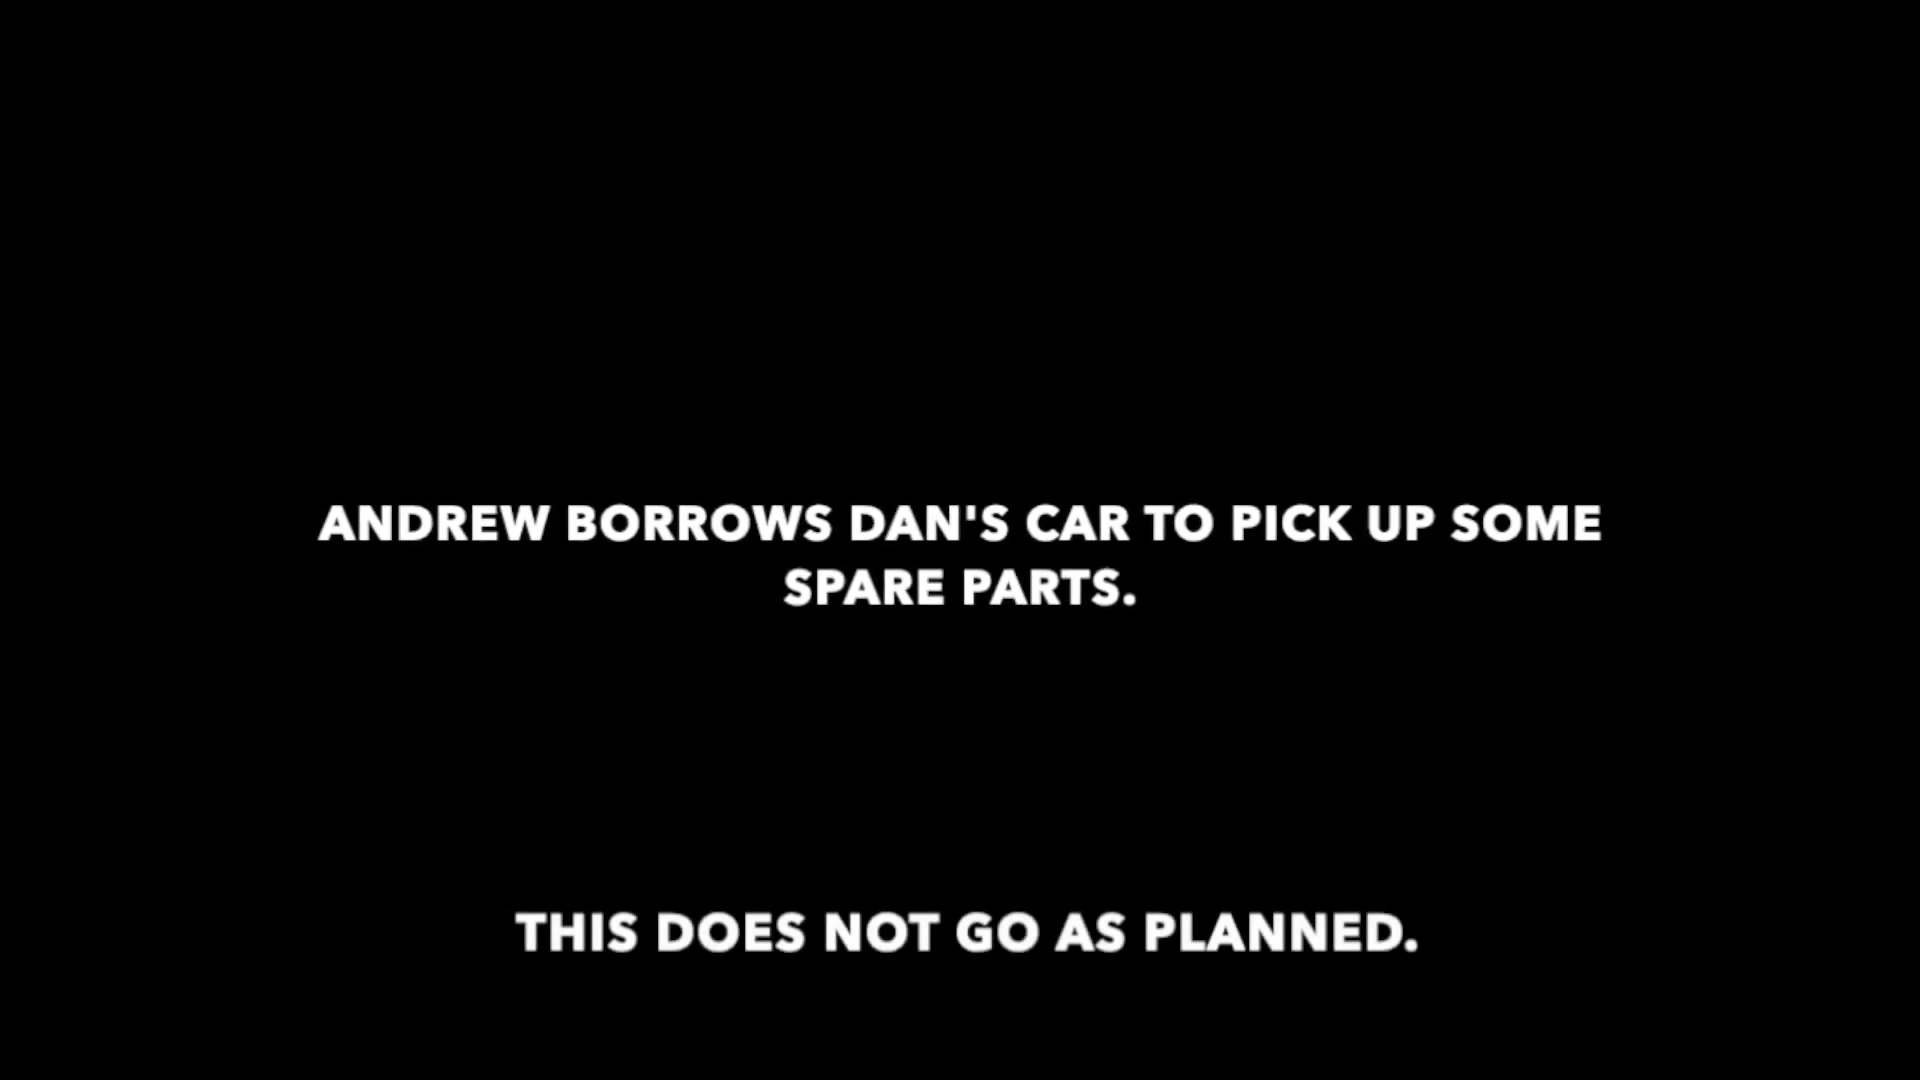 ANDREW BORROWS DAN'S CAR TO PICK UP SOME
SPARE PARTS.
THIS DOES NOT GO AS PLANNED.